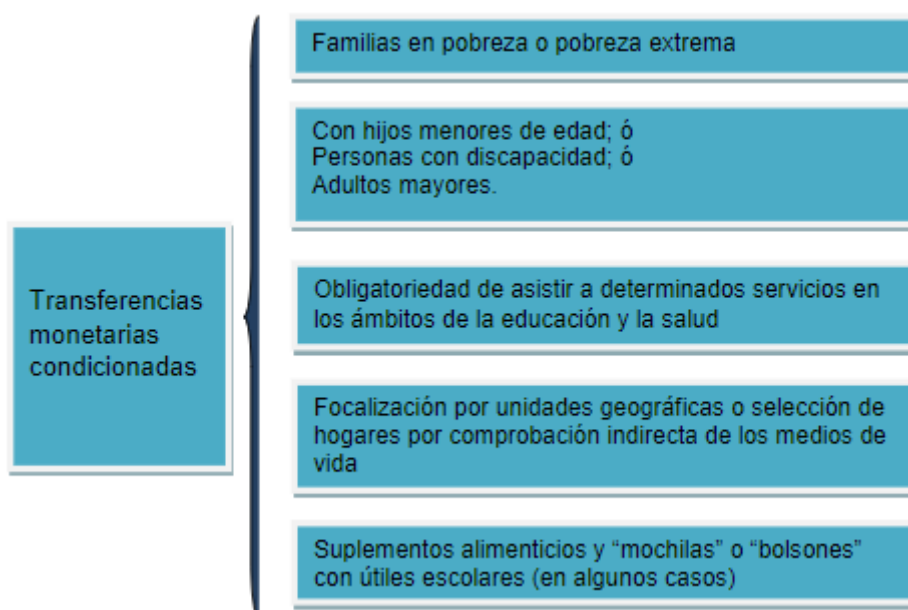 Transferencias
monetarias
condicionadas
Familias en pobreza o pobreza extrema
Con hijos menores de edad; ó
Personas con discapacidad; ó
Adultos mayores.
Obligatoriedad de asistir a determinados servicios en
los ámbitos de la educación y la salud
Focalización por unidades geográficas o selección de
hogares por comprobación indirecta de los medios de
vida
Suplementos alimenticios y “mochilas” o “bolsones”
con útiles escolares (en algunos casos)